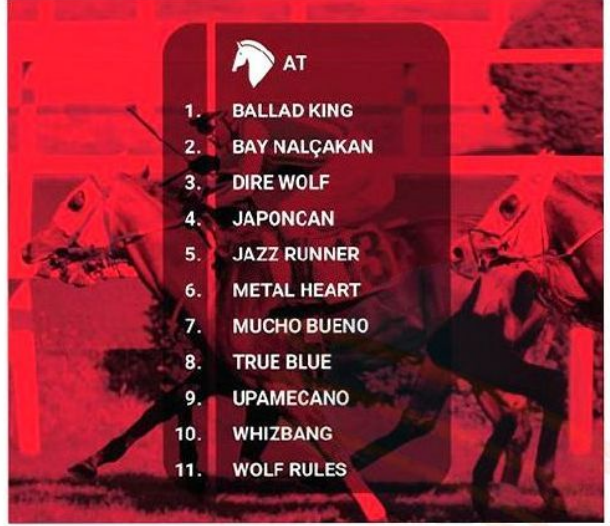 AT
1. BALLAD KING
2. BAY NALÇAKAN
3. DIRE WOLF
4. JAPONCAN
5. JAZZ RUNNER
6. METAL HEART
7. MUCHO BUENO
8. TRUE BLUE
9. UPAMECANO
10. WHIZBANG
11. WOLF RULES